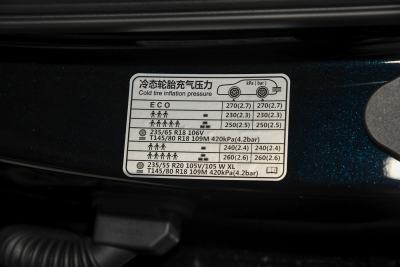 冷态轮胎充气压力
Cold tire inflation pressure
kPa ( bar )
ECO 270(2.7) 270(2.7)
230(2.3) 230(2.3)
250(2.5) 250(2.5)
235/65 R18 106V
T145/80 R18 109M 420kPa(4.2bar)
240(2.4) 240(2.4)
260(2.6) 260(2.6)
235/55 R20 105V/105 W XL
T145/80 R18 109M 420kPa(4.2bar)